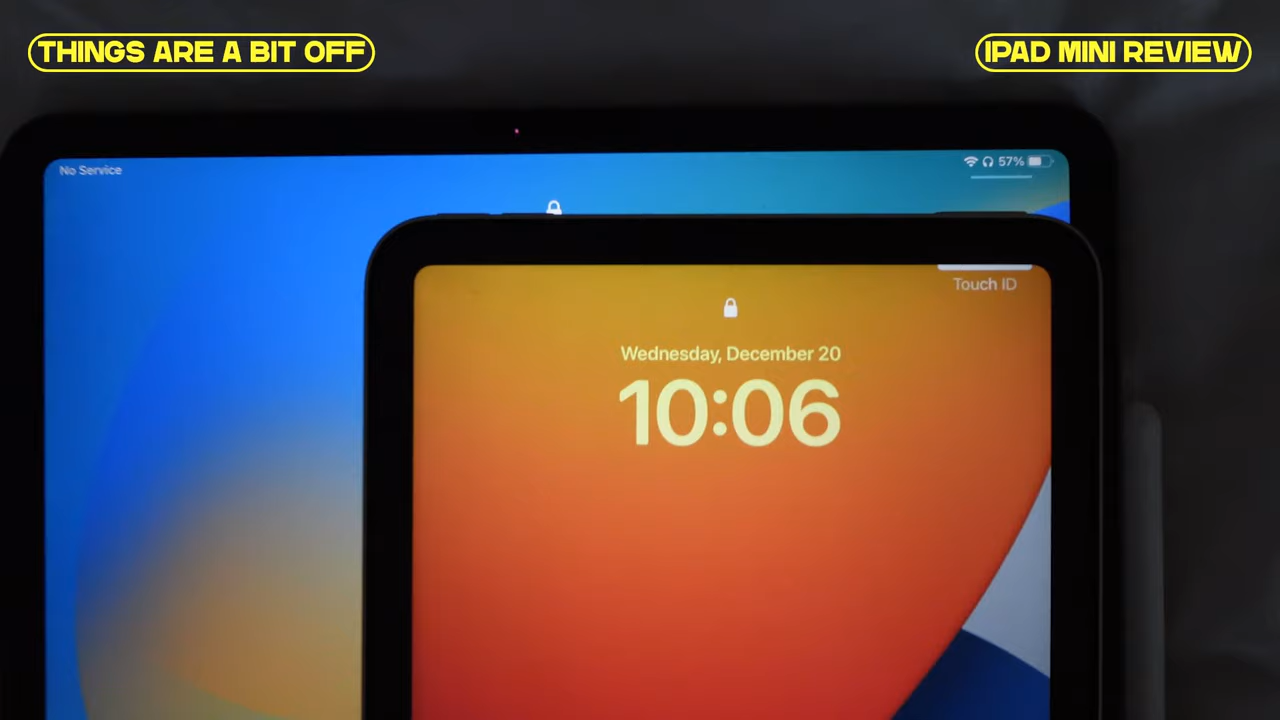 THINGS ARE A BIT OFF
IPAD MINI REVIEW
No Service
57%
Touch ID
Wednesday, December 20
10:06